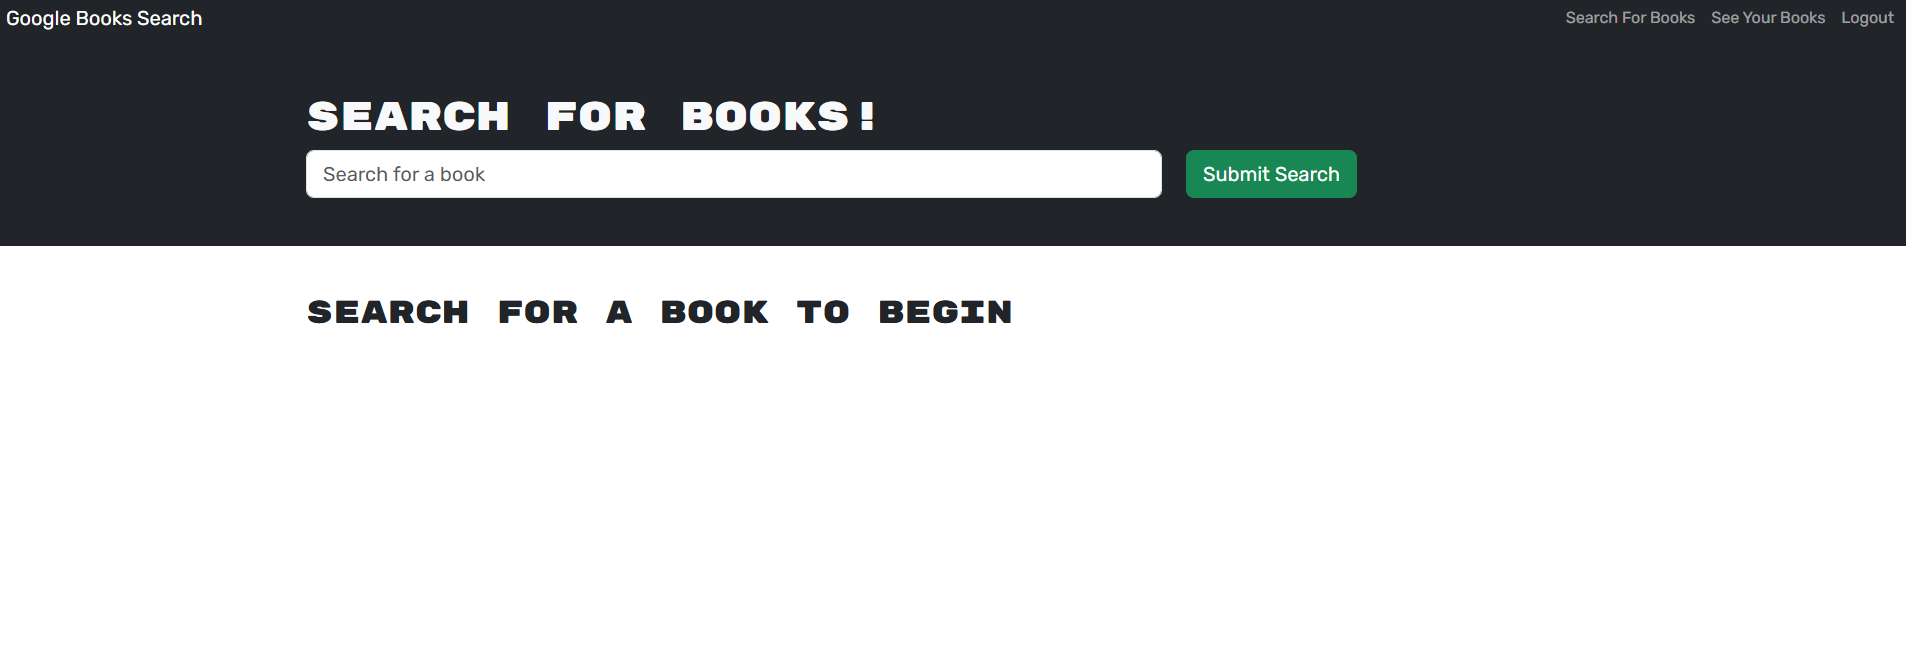 Google Books Search
Search For Books See Your Books Logout
SEARCH FOR BOOKS!
Search for a book
Submit Search
SEARCH FOR A BOOK TO BEGIN